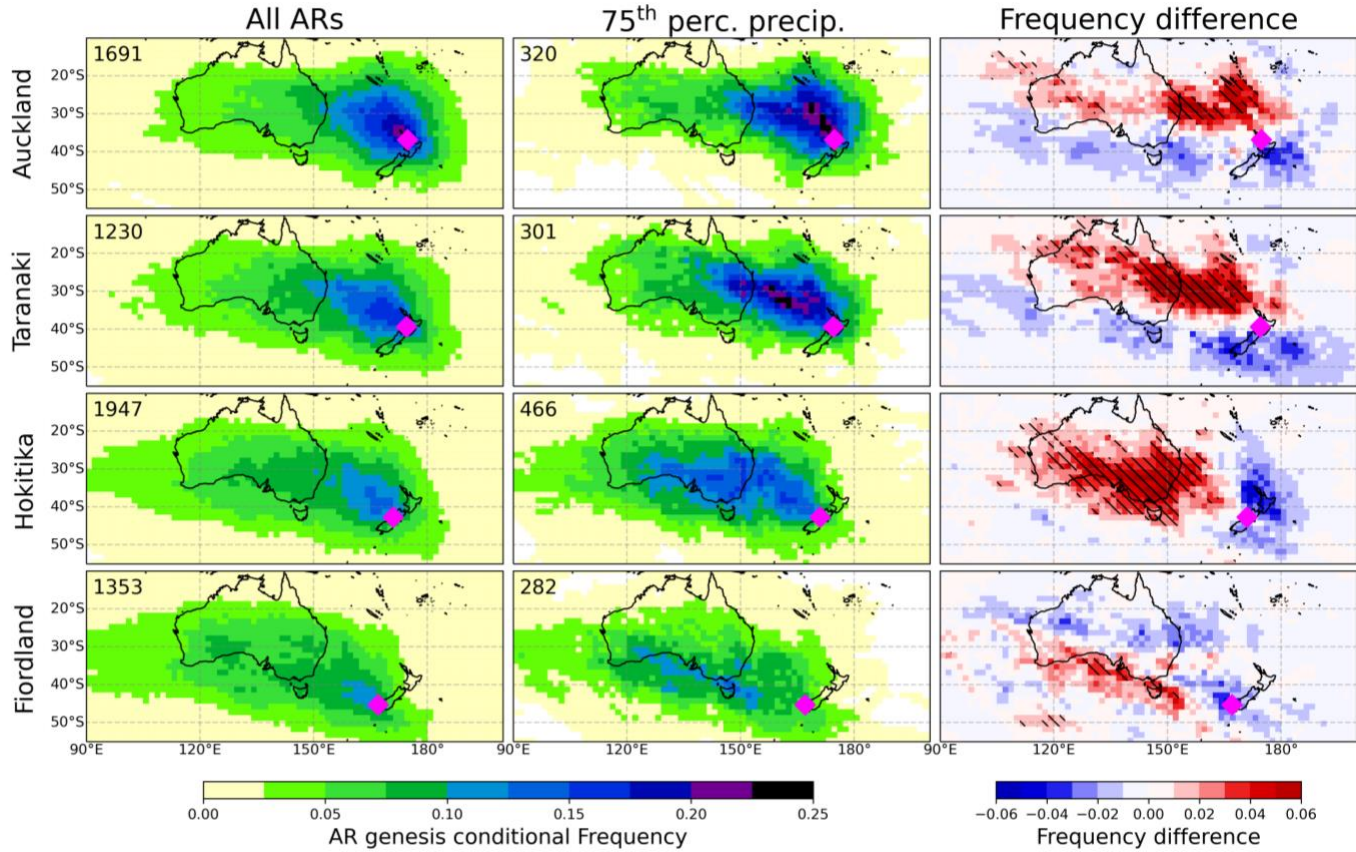 All ARs 75th perc. precip. Frequency difference
Auckland
1691 320
20°S
30°S
40°S
50°S
Taranaki
1230 301
20°S
30°S
40°S
50°S
Hokitika
1947 466
20°S
30°S
40°S
50°S
Fiordland
1353 282
20°S
30°S
40°S
50°S
90°E 120°E 150°E 180° 90°E 120°E 150°E 180° 90°E 120°E 150°E 180°
0.00 0.05 0.10 0.15 0.20 0.25 −0.06 −0.04 −0.02 0.00 0.02 0.04 0.06
AR genesis conditional Frequency Frequency difference